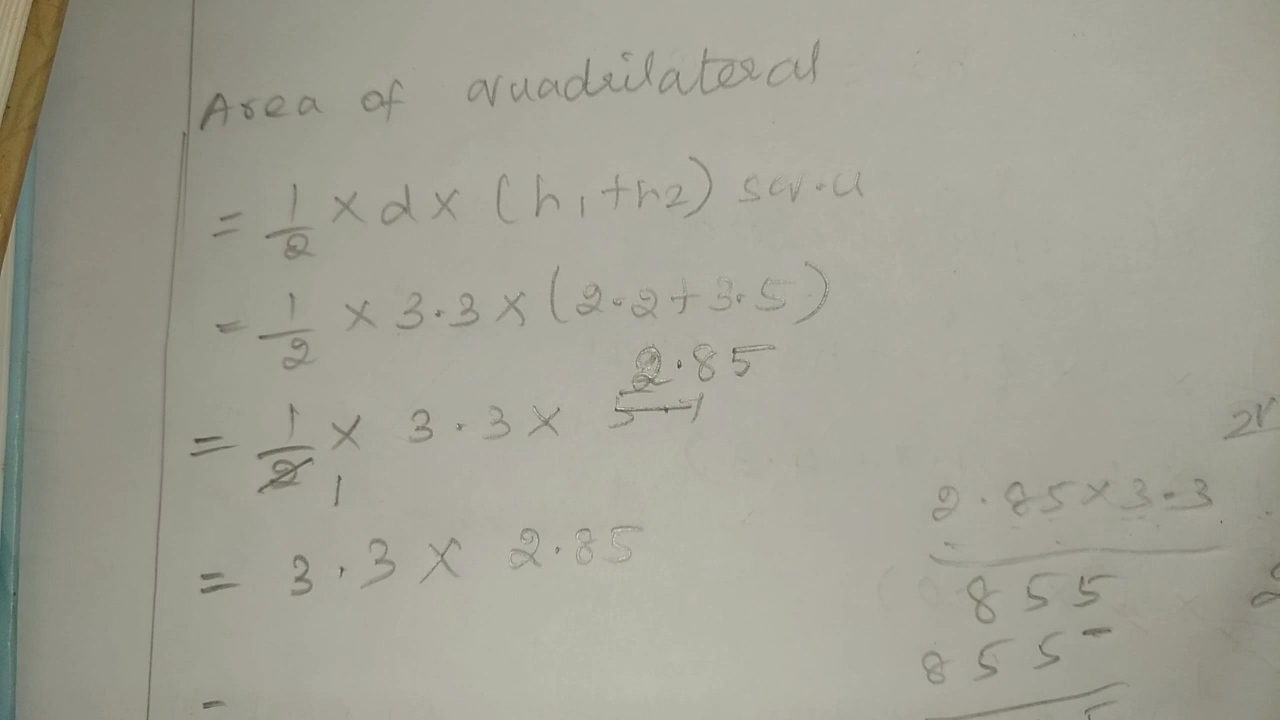 Area of quadrilateral
= 1/2 × d × (h1+h2) sq.u
= 1/2 × 3.3 × (2.2+3.5)
2.85
= 1/2 × 3.3 × 5.7
1
= 3.3 × 2.85
=
2.85×3.3
855
855-
5